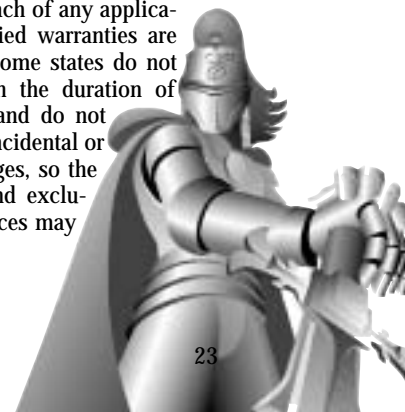 ach of any applica-
ied warranties are
ome states do not
n the duration of
and do not
ncidental or
ges, so the
nd exclu-
ces may
23